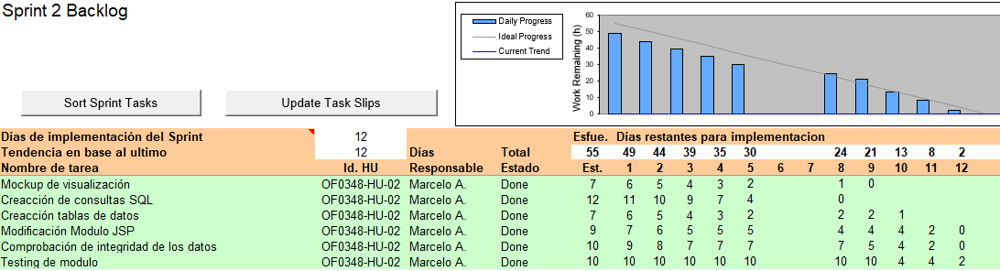 Sprint 2 Backlog
Daily Progress
Ideal Progress
Current Trend
Work Remaining (h)
60
50
40
30
20
10
0
Sort Sprint Tasks
Update Task Slips
Esfue. Días restantes para implementacion
Días de implementación del Sprint 12
Tendencia en base al ultimo 12 Días Total 55 49 44 39 35 30 24 21 13 8 2
Nombre de tarea Id. HU Responsable Estado Est. 1 2 3 4 5 6 7 8 9 10 11 12
Mockup de visualización OF0348-HU-02 Marcelo A. Done 7 6 5 4 3 2 1 0
Creacción de consultas SQL OF0348-HU-02 Marcelo A. Done 12 11 10 9 7 4 0
Creacción tablas de datos OF0348-HU-02 Marcelo A. Done 7 6 5 4 3 2 2 2 1
Modificación Modulo JSP OF0348-HU-02 Marcelo A. Done 9 7 6 5 5 5 4 4 4 2 0
Comprobación de integridad de los datos OF0348-HU-02 Marcelo A. Done 10 9 8 7 7 7 7 5 4 2 0
Testing de modulo OF0348-HU-02 Marcelo A. Done 10 10 10 10 10 10 10 10 4 4 2